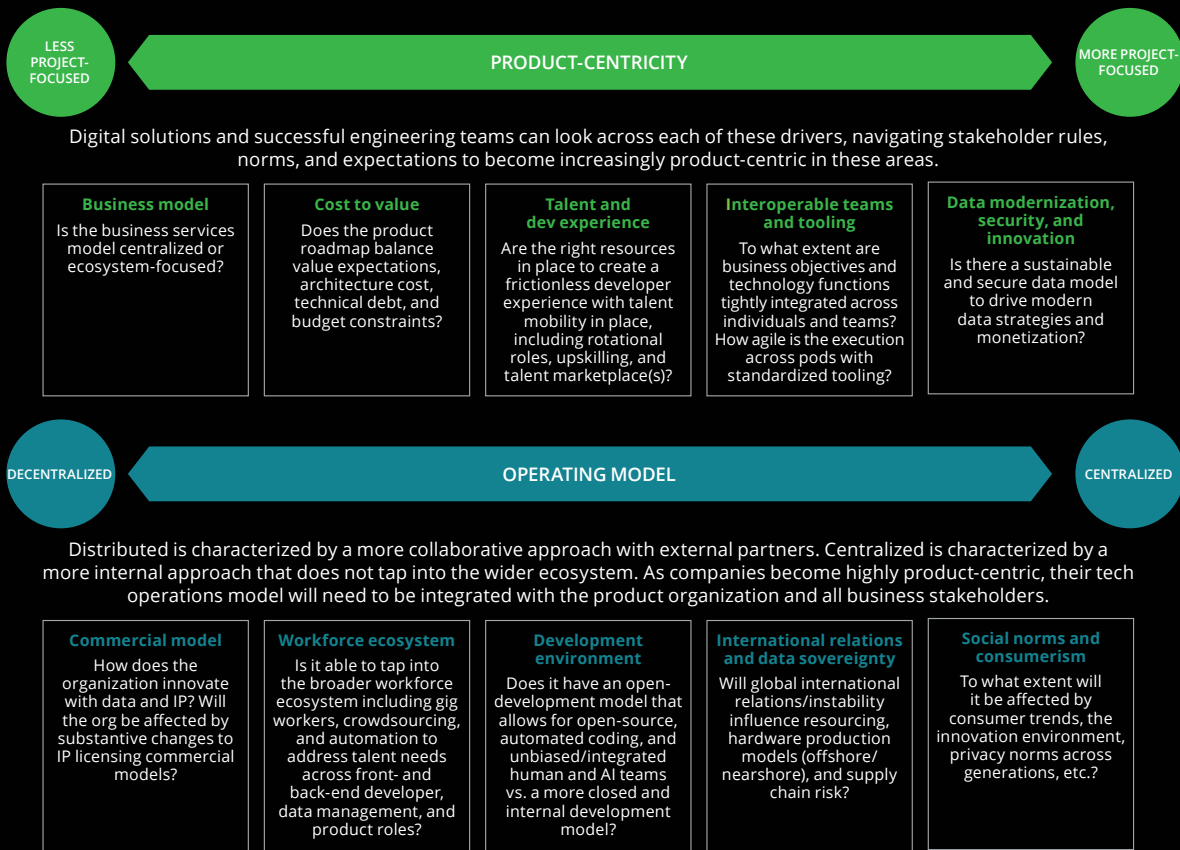 LESS
PROJECT-
FOCUSED
PRODUCT-CENTRICITY
MORE PROJECT-
FOCUSED
Digital solutions and successful engineering teams can look across each of these drivers, navigating stakeholder rules,
norms, and expectations to become increasingly product-centric in these areas.
Business model
Is the business services
model centralized or
ecosystem-focused?
Cost to value
Does the product
roadmap balance
value expectations,
architecture cost,
technical debt, and
budget constraints?
Talent and
dev experience
Are the right resources
in place to create a
frictionless developer
experience with talent
mobility in place,
including rotational
roles, upskilling, and
talent marketplace(s)?
Interoperable teams
and tooling
To what extent are
business objectives and
technology functions
tightly integrated across
individuals and teams?
How agile is the execution
across pods with
standardized tooling?
Data modernization,
security, and
innovation
Is there a sustainable
and secure data model
to drive modern
data strategies and
monetization?
DECENTRALIZED
OPERATING MODEL
CENTRALIZED
Distributed is characterized by a more collaborative approach with external partners. Centralized is characterized by a
more internal approach that does not tap into the wider ecosystem. As companies become highly product-centric, their tech
operations model will need to be integrated with the product organization and all business stakeholders.
Commercial model
How does the
organization innovate
with data and IP? Will
the org be affected by
substantive changes to
IP licensing commercial
models?
Workforce ecosystem
Is it able to tap into
the broader workforce
ecosystem including gig
workers, crowdsourcing,
and automation to
address talent needs
across front- and
back-end developer,
data management, and
product roles?
Development
environment
Does it have an open-
development model that
allows for open-source,
automated coding, and
unbiased/integrated
human and AI teams
vs. a more closed and
internal development
model?
International relations
and data sovereignty
Will global international
relations/instability
influence resourcing,
hardware production
models (offshore/
nearshore), and supply
chain risk?
Social norms and
consumerism
To what extent will
it be affected by
consumer trends, the
innovation environment,
privacy norms across
generations, etc.?